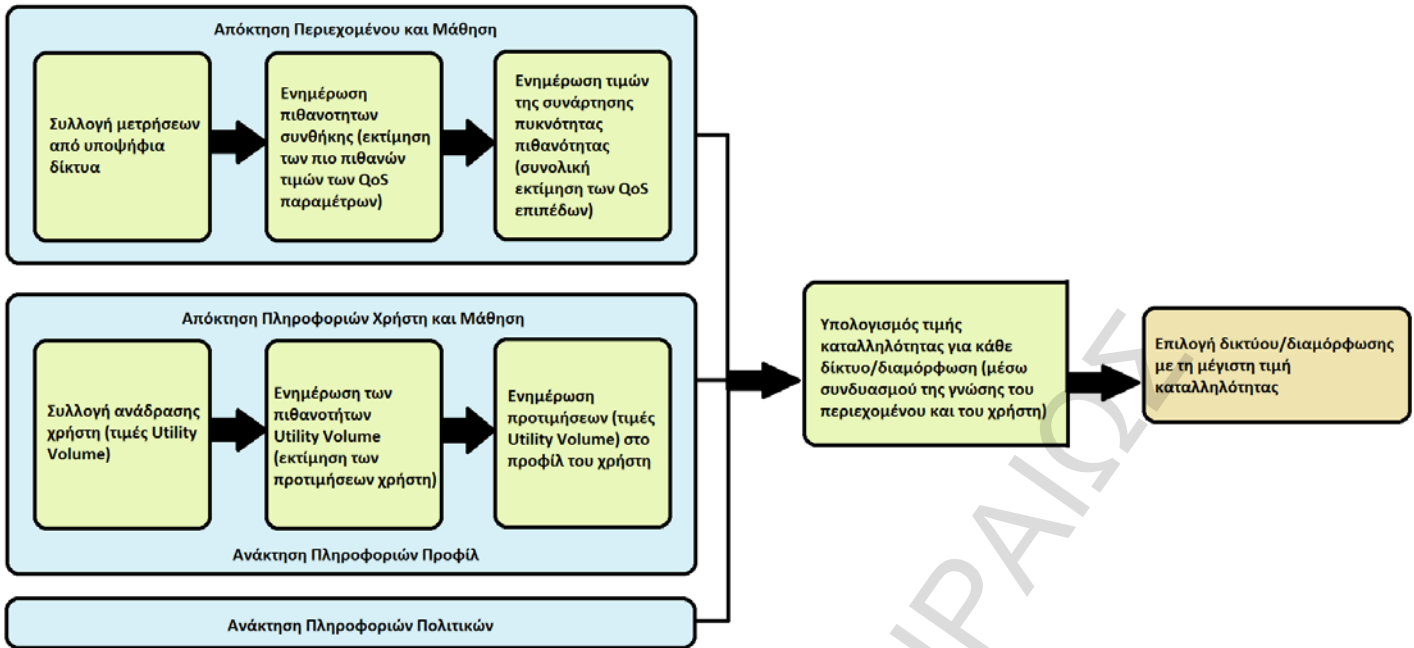 Απόκτηση Περιεχομένου και Μάθηση
Συλλογή μετρήσεων
από υποψήφια
δίκτυα
Ενημέρωση
πιθανοτητων
συνθήκης (εκτίμηση
των πιο πιθανών
τιμών των QoS
παραμέτρων)
Ενημέρωση τιμών
της συνάρτησης
πυκνότητας
πιθανότητας
(συνολική
εκτίμηση των QoS
επιπέδων)
Απόκτηση Πληροφοριών Χρήστη και Μάθηση
Συλλογή ανάδρασης
χρήστη (τιμές Utility
Volume)
Ενημέρωση των
πιθανοτήτων
Utility Volume
(εκτίμηση των
προτιμήσεων χρήστη)
Ενημέρωση
προτιμήσεων (τιμές
Utility Volume) στο
προφίλ του χρήστη
Ανάκτηση Πληροφοριών Προφίλ
Ανάκτηση Πληροφοριών Πολιτικών
Υπολογισμός τιμής
καταλληλότητας για κάθε
δίκτυο/διαμόρφωση (μέσω
συνδυασμού της γνώσης του
περιεχομένου και του χρήστη)
Επιλογή δικτύου/διαμόρφωσης
με τη μέγιστη τιμή
καταλληλότητας